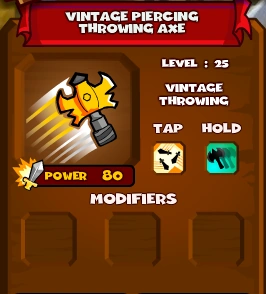 VINTAGE PIERCING
THROWING AXE
LEVEL : 25
VINTAGE
THROWING
TAP HOLD
POWER 80
MODIFIERS